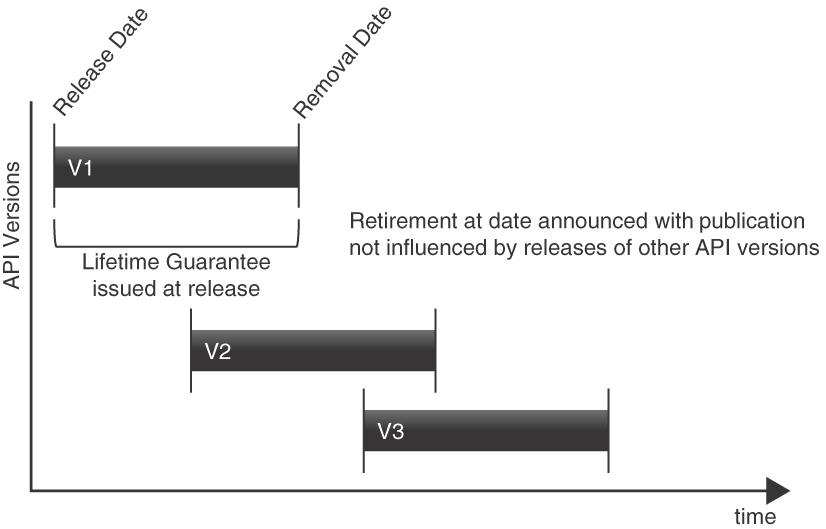 Release Date
Removal Date
API Versions
V1
Retirement at date announced with publication
not influenced by releases of other API versions
Lifetime Guarantee
issued at release
V2
V3
time